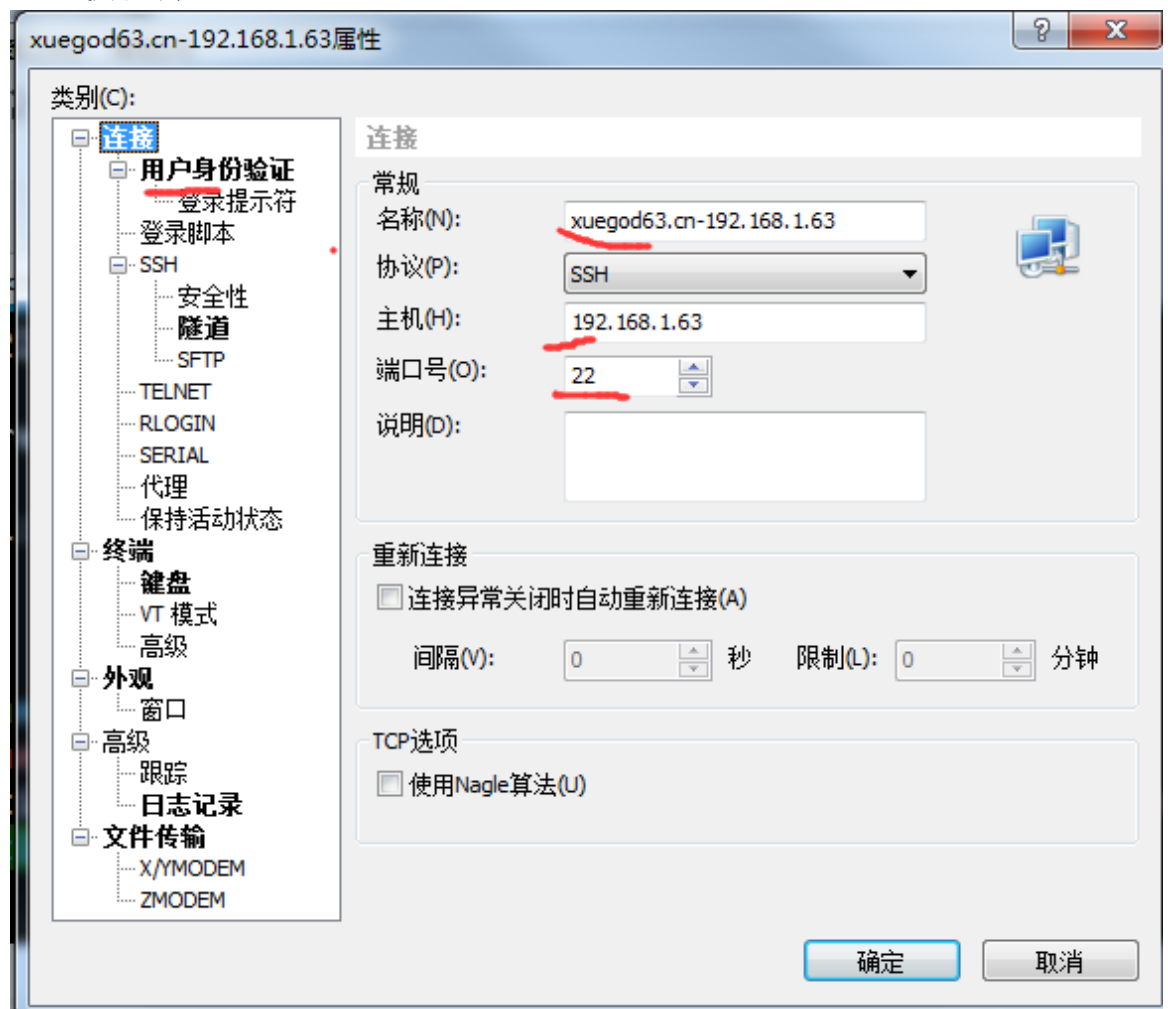 xuegod63.cn-192.168.1.63属性
类别(C):
连接
用户身份验证
登录提示符
登录脚本
SSH
安全性
隧道
SFTP
TELNET
RLOGIN
SERIAL
代理
保持活动状态
终端
键盘
VT 模式
高级
外观
窗口
高级
跟踪
日志记录
文件传输
X/YMODEM
ZMODEM
连接
常规
名称(N): xuegod63.cn-192.168.1.63
协议(P): SSH
主机(H): 192.168.1.63
端口号(O): 22
说明(D):
重新连接
连接异常关闭时自动重新连接(A)
间隔(V): 0 秒 限制(L): 0 分钟
TCP选项
使用Nagle算法(U)
确定 取消